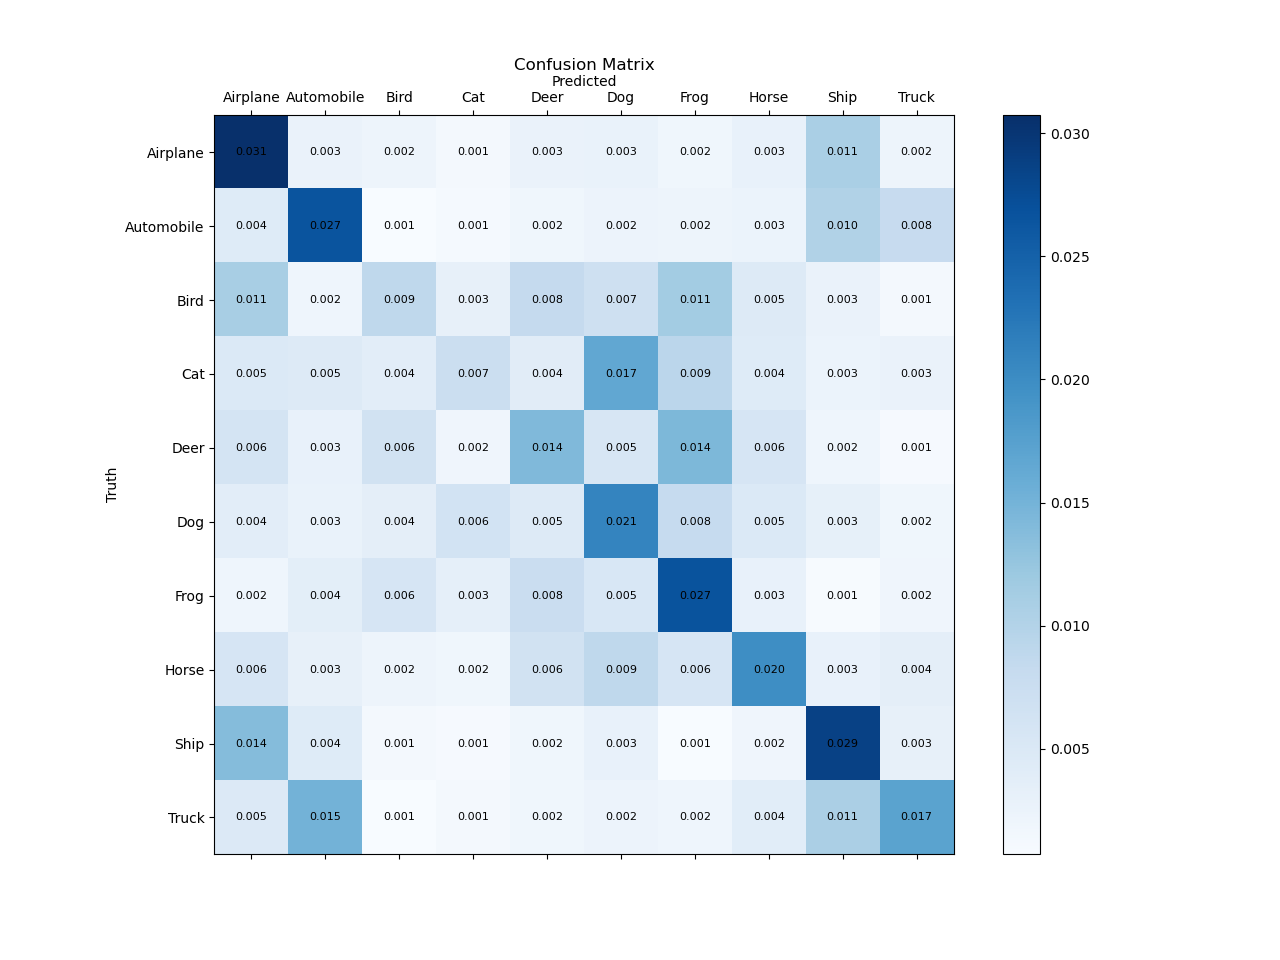 Confusion Matrix
Predicted
Airplane Automobile Bird Cat Deer Dog Frog Horse Ship Truck
Airplane 0.031 0.003 0.002 0.001 0.003 0.003 0.002 0.003 0.011 0.002
Automobile 0.004 0.027 0.001 0.001 0.002 0.002 0.002 0.003 0.010 0.008
Bird 0.011 0.002 0.009 0.003 0.008 0.007 0.011 0.005 0.003 0.001
Cat 0.005 0.005 0.004 0.007 0.004 0.017 0.009 0.004 0.003 0.003
Deer 0.006 0.003 0.006 0.002 0.014 0.005 0.014 0.006 0.002 0.001
Truth
Dog 0.004 0.003 0.004 0.006 0.005 0.021 0.008 0.005 0.003 0.002
Frog 0.002 0.004 0.006 0.003 0.008 0.005 0.027 0.003 0.001 0.002
Horse 0.006 0.003 0.002 0.002 0.006 0.009 0.006 0.020 0.003 0.004
Ship 0.014 0.004 0.001 0.001 0.002 0.003 0.001 0.002 0.029 0.003
Truck 0.005 0.015 0.001 0.001 0.002 0.002 0.002 0.004 0.011 0.017
0.030
0.025
0.020
0.015
0.010
0.005